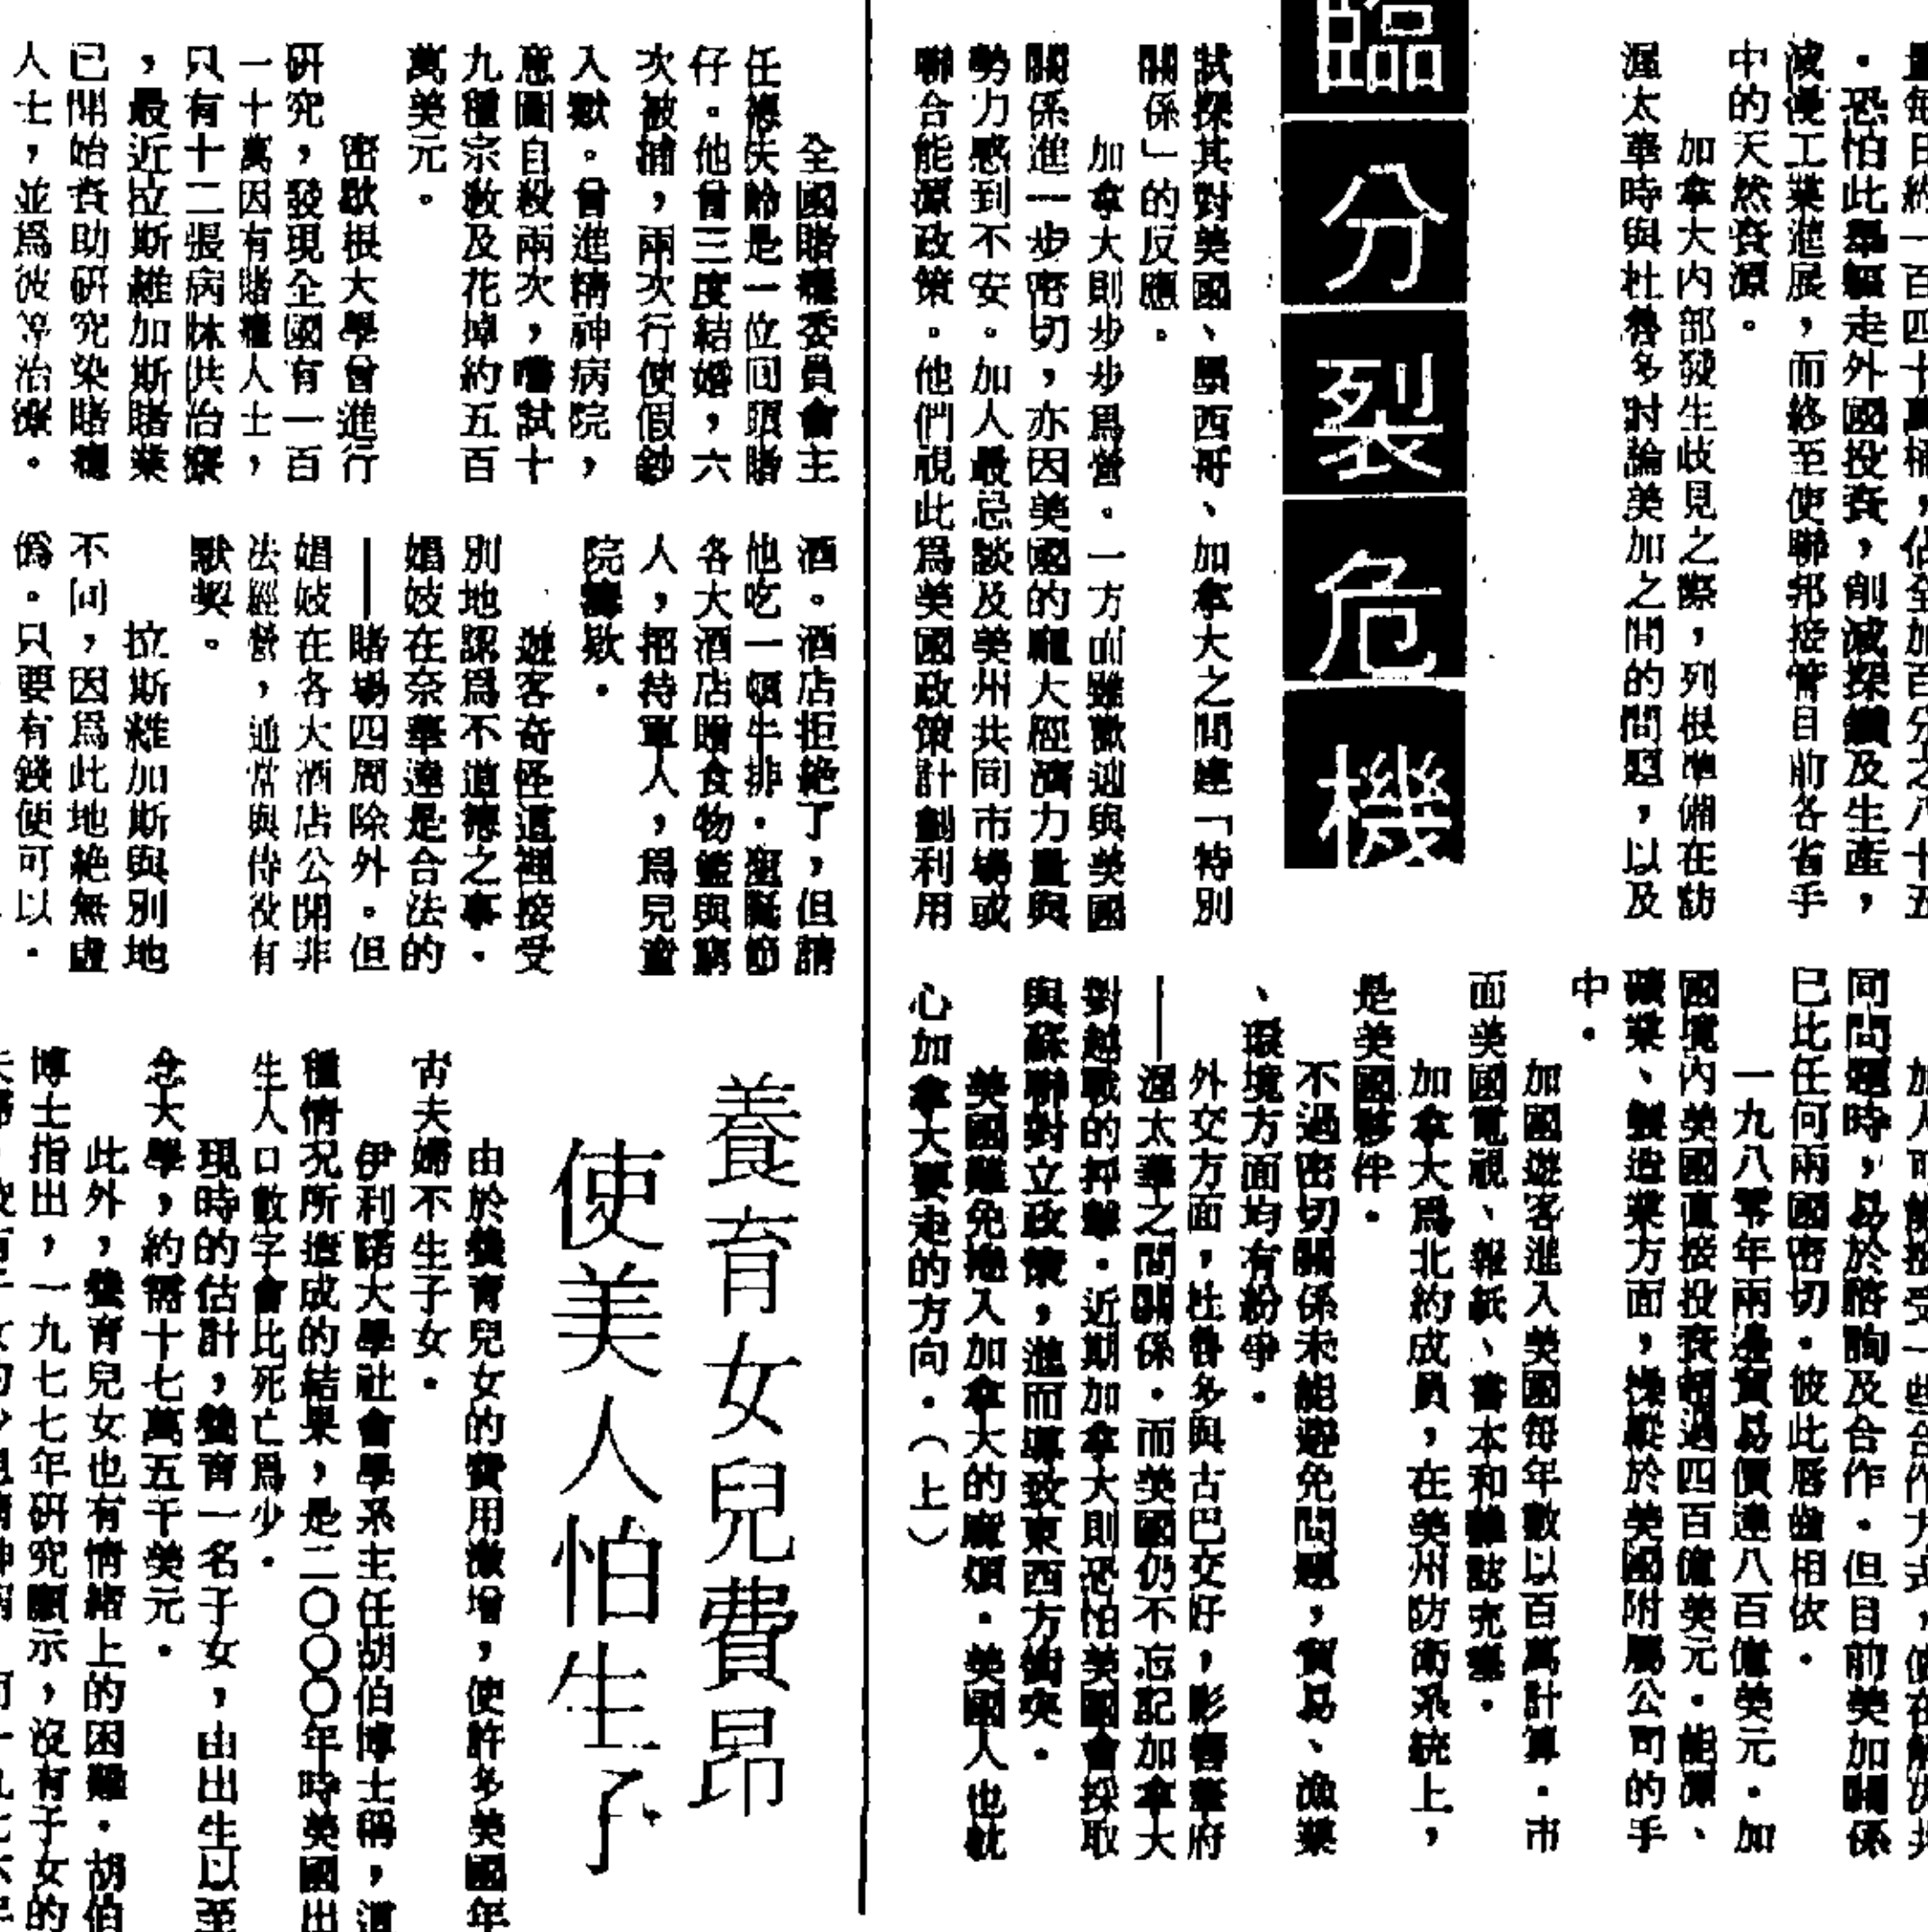 臨分裂危機
中的天然資源。
加拿大內部發生歧見之際，列根準備在訪
渥太華時與杜魯多討論美加之間的問題，以及
試探其對美國、墨西哥、加拿大之間建「特別
關係」的反應。
加拿大則步步爲營。一方面雖歡迎與美國
關係進一步密切，亦因美國的龐大經濟力量與
勢力感到不安。加人最忌談及美州共同市場或
聯合能源政策。他們視此爲美國政策計劃利用
同問題時，易於諮詢及合作。但目前美加關係
已比任何兩國密切。彼此唇齒相依。
一九八零年兩邊貿易價達八百億美元。加
國境內美國直接投資超過四百億美元。能源、
礦業、製造業方面，操縱於美國附屬公司的手
中。
加國遊客進入美國每年數以百萬計算。市
面美國電視、報紙、書本和雜誌充塞。
加拿大爲北約成員，在美州防衛系統上，
是美國夥伴。
不過密切關係未能避免問題，貿易、漁業
、環境方面均有紛爭。
外交方面，杜魯多與古巴交好，影響華府
——渥太華之間關係。而美國仍不忘記加拿大
對越戰的抨擊。近期加拿大則恐怕美國會採取
與蘇聯對立政策，進而導致東西方衝突。
美國難免捲入加拿大的麻煩。美國人也就
心加拿大要走的方向。（上）
全國賭癮委員會主
任德失齡是一位回頭賭
仔。他曾三度結婚，六
次被捕，兩次行使假鈔
入獄。曾進精神病院，
意圖自殺兩次，嚐試十
九種宗教及花掉約五百
萬美元。
密歇根大學曾進行
研究，發現全國有一百
一十萬因有賭癮人士，
只有十二張病牀供治療
，最近拉斯維加斯賭業
已開始資助研究染賭癮
人士，並爲彼等治療。
酒。酒店拒絕了，但請
他吃一頓牛排。聖誕節
各大酒店贈食物籃與窮
人，招待軍人，爲兒童
院籌款。
遊客奇怪這裡接受
別地認爲不道德之事。
娼妓在奈華達是合法的
——賭場四周除外。但
娼妓在各大酒店公開非
法經營，通常與侍役有
默契。
拉斯維加斯與別地
不同，因爲此地絕無虛
僞。只要有錢便可以。
養育女兒費昂
使美人怕生了
由於養育兒女的費用激增，使許多美國年
靑夫婦不生子女。
伊利諾大學社會學系主任胡伯博士稱，這
種情況所造成的結果，是二〇〇〇年時美國出
生人口數字會比死亡爲少。
現時的估計，養育一名子女，由出生以至
念大學，約需十七萬五千美元。
此外，養育兒女也有情緒上的困難。胡伯
博士指出，一九七七年研究顯示，沒有子女的